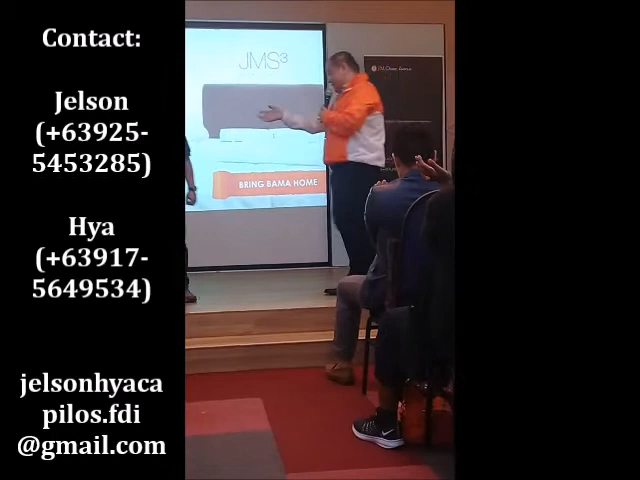 Contact:
Jelson
(+63925-
5453285)
Hya
(+63917-
5649534)
jelsonhyaca
pilos.fdi
@gmail.com
JMS³
BRING BAMA HOME